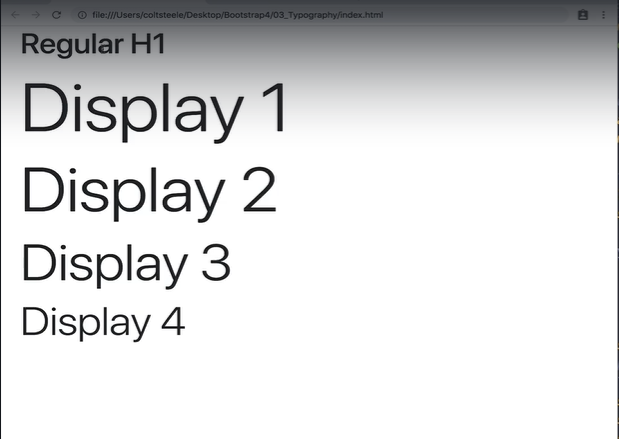 file:///Users/coltsteele/Desktop/Bootstrap4/03_Typography/index.html
Regular H1
Display 1
Display 2
Display 3
Display 4